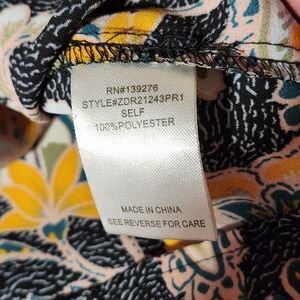 RN#139276
STYLE#ZDR21243PR1
SELF
100%POLYESTER
MADE IN CHINA
SEE REVERSE FOR CARE